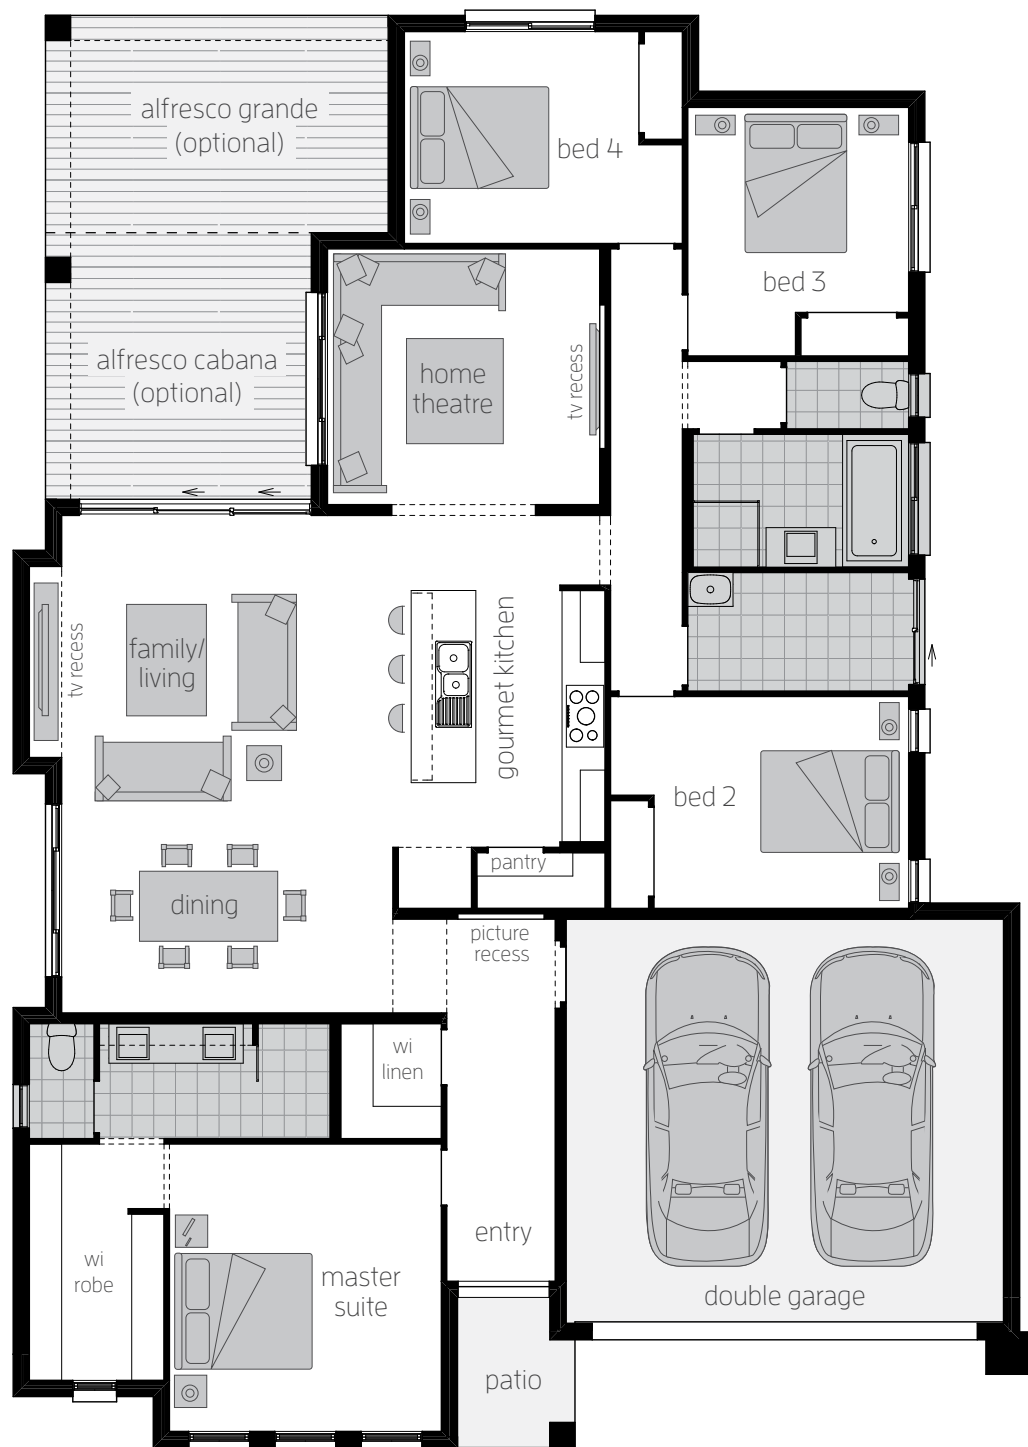 alfresco grande
(optional)
bed 4
bed 3
alfresco cabana
(optional)
home
theatre
tv recess
family/
living
tv recess
gourmet kitchen
bed 2
pantry
dining
picture
recess
wi
linen
entry
wi
robe
master
suite
double garage
patio